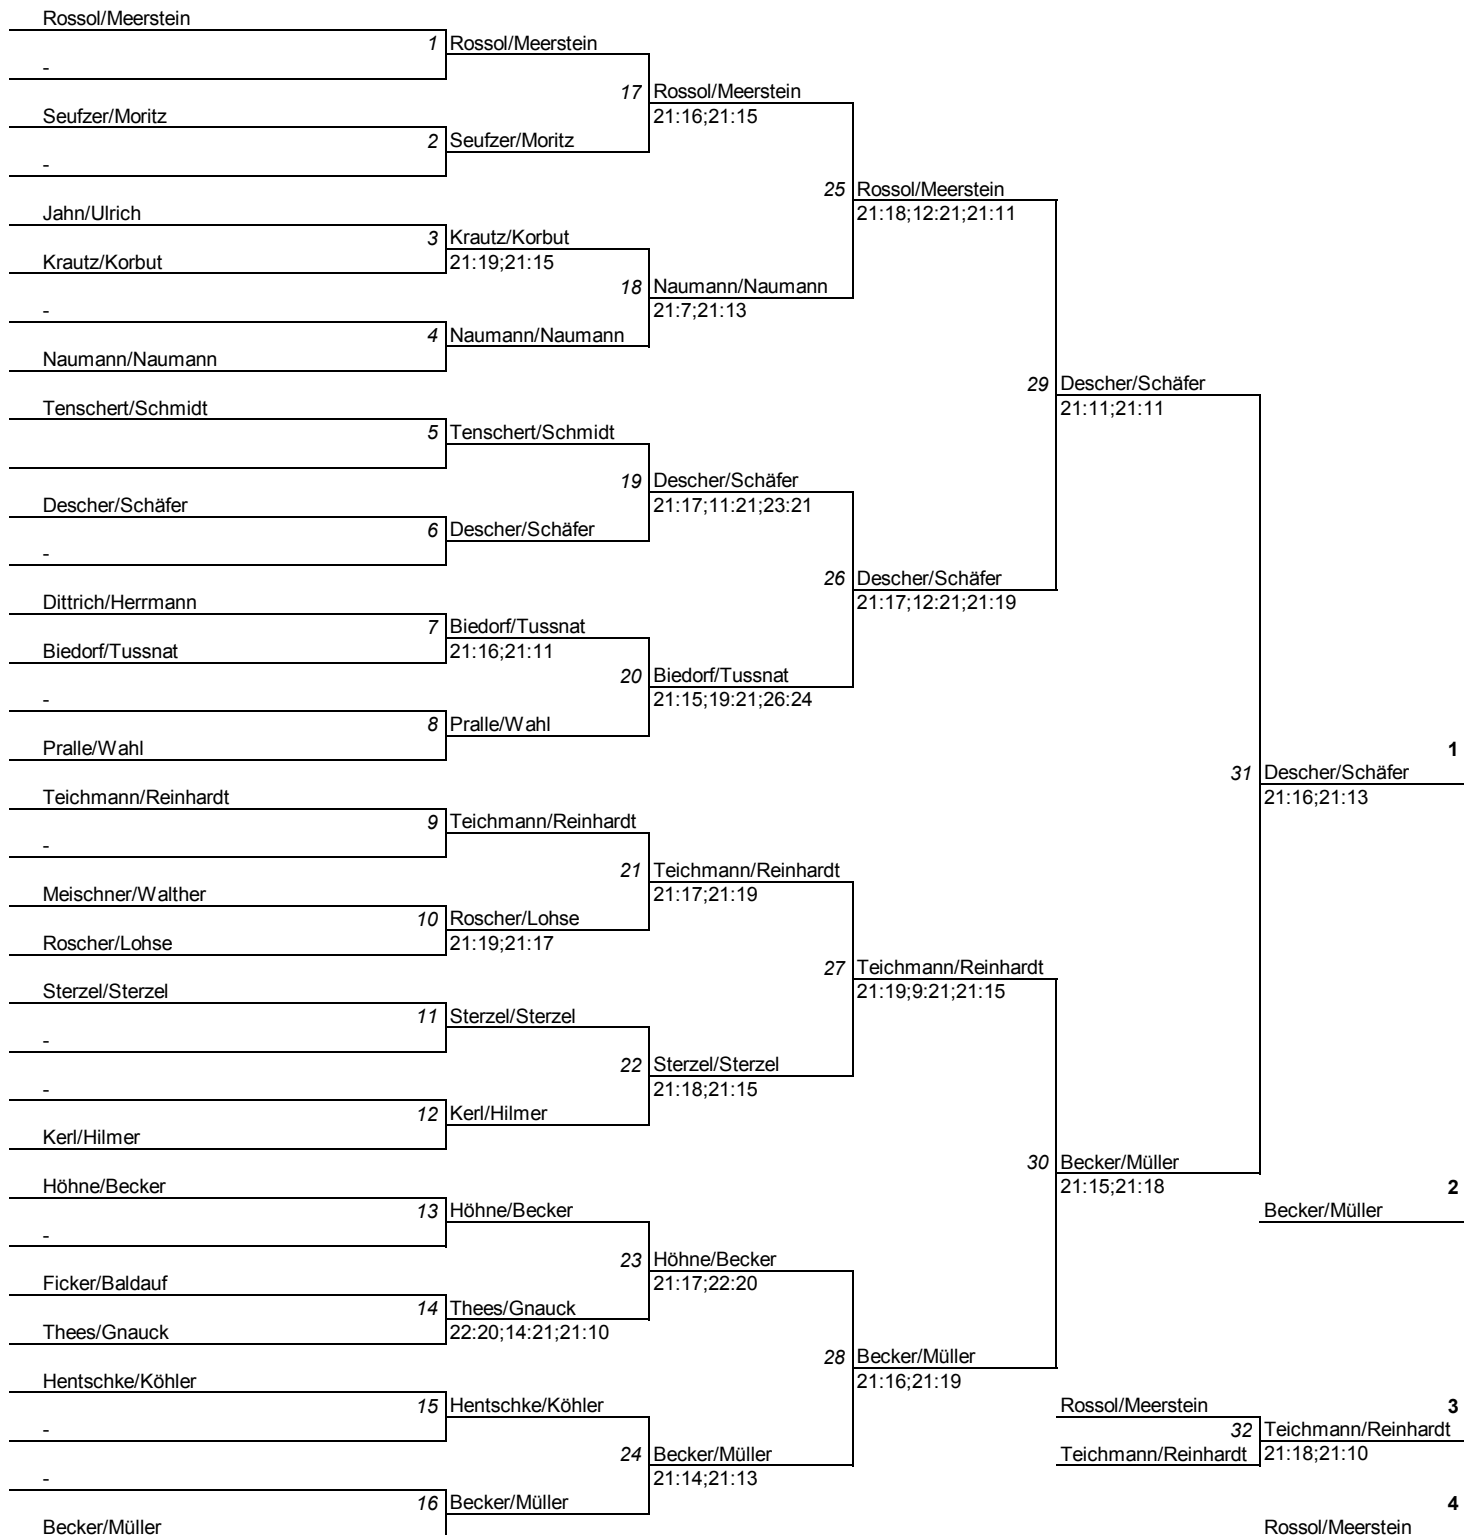 Rossol/Meerstein
1 Rossol/Meerstein
-
17 Rossol/Meerstein
21:16;21:15
Seufzer/Moritz
2 Seufzer/Moritz
-
25 Rossol/Meerstein
21:18;12:21;21:11
Jahn/Ulrich
3 Krautz/Korbut
21:19;21:15
Krautz/Korbut
18 Naumann/Naumann
21:7;21:13
-
4 Naumann/Naumann
Naumann/Naumann
29 Descher/Schäfer
21:11;21:11
Tenschert/Schmidt
5 Tenschert/Schmidt
19 Descher/Schäfer
21:17;11:21;23:21
Descher/Schäfer
6 Descher/Schäfer
-
26 Descher/Schäfer
21:17;12:21;21:19
Dittrich/Herrmann
7 Biedorf/Tussnat
21:16;21:11
Biedorf/Tussnat
20 Biedorf/Tussnat
21:15;19:21;26:24
-
8 Pralle/Wahl
Pralle/Wahl
1
31 Descher/Schäfer
21:16;21:13
Teichmann/Reinhardt
9 Teichmann/Reinhardt
-
21 Teichmann/Reinhardt
21:17;21:19
Meischner/Walther
10 Roscher/Lohse
21:19;21:17
Roscher/Lohse
27 Teichmann/Reinhardt
21:19;9:21;21:15
Sterzel/Sterzel
11 Sterzel/Sterzel
-
22 Sterzel/Sterzel
21:18;21:15
-
12 Kerl/Hilmer
Kerl/Hilmer
30 Becker/Müller
21:15;21:18
2
Becker/Müller
Höhne/Becker
13 Höhne/Becker
-
23 Höhne/Becker
21:17;22:20
Ficker/Baldauf
14 Thees/Gnauck
22:20;14:21;21:10
Thees/Gnauck
28 Becker/Müller
21:16;21:19
Hentschke/Köhler
15 Hentschke/Köhler
-
24 Becker/Müller
21:14;21:13
-
16 Becker/Müller
Becker/Müller
Rossol/Meerstein
3
32 Teichmann/Reinhardt
Teichmann/Reinhardt
21:18;21:10
4
Rossol/Meerstein